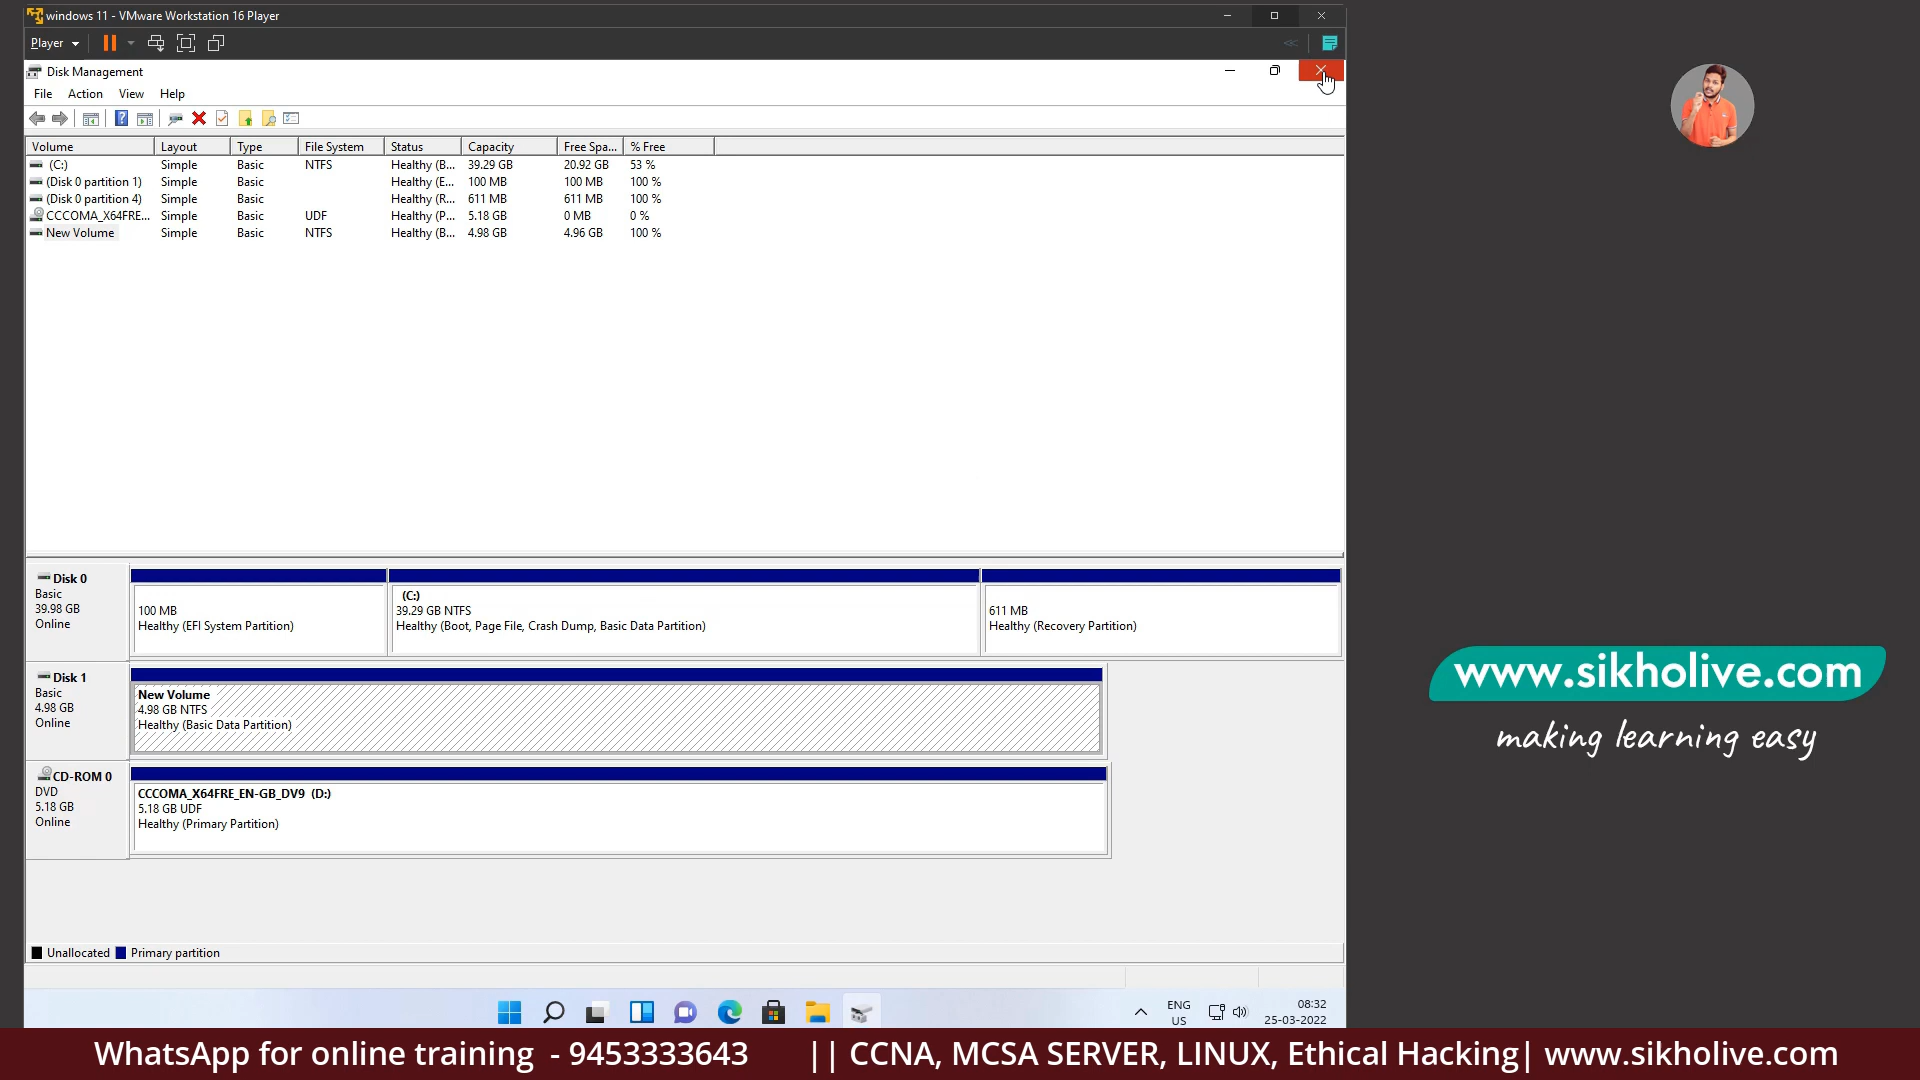 windows 11 - VMware Workstation 16 Player
Player
Disk Management
File Action View Help
Volume Layout Type File System Status Capacity Free Spa... % Free
(C:) Simple Basic NTFS Healthy (B... 39.29 GB 20.92 GB 53 %
(Disk 0 partition 1) Simple Basic Healthy (E... 100 MB 100 MB 100 %
(Disk 0 partition 4) Simple Basic Healthy (R... 611 MB 611 MB 100 %
CCCOMA_X64FRE... Simple Basic UDF Healthy (P... 5.18 GB 0 MB 0 %
New Volume Simple Basic NTFS Healthy (B... 4.98 GB 4.96 GB 100 %
Disk 0
Basic
39.98 GB
Online
100 MB
Healthy (EFI System Partition)
(C:)
39.29 GB NTFS
Healthy (Boot, Page File, Crash Dump, Basic Data Partition)
611 MB
Healthy (Recovery Partition)
Disk 1
Basic
4.98 GB
Online
New Volume
4.98 GB NTFS
Healthy (Basic Data Partition)
CD-ROM 0
DVD
5.18 GB
Online
CCCOMA_X64FRE_EN-GB_DV9 (D:)
5.18 GB UDF
Healthy (Primary Partition)
Unallocated Primary partition
ENG
US
08:32
25-03-2022
www.sikholive.com
making learning easy
WhatsApp for online training - 9453333643 || CCNA, MCSA SERVER, LINUX, Ethical Hacking| www.sikholive.com